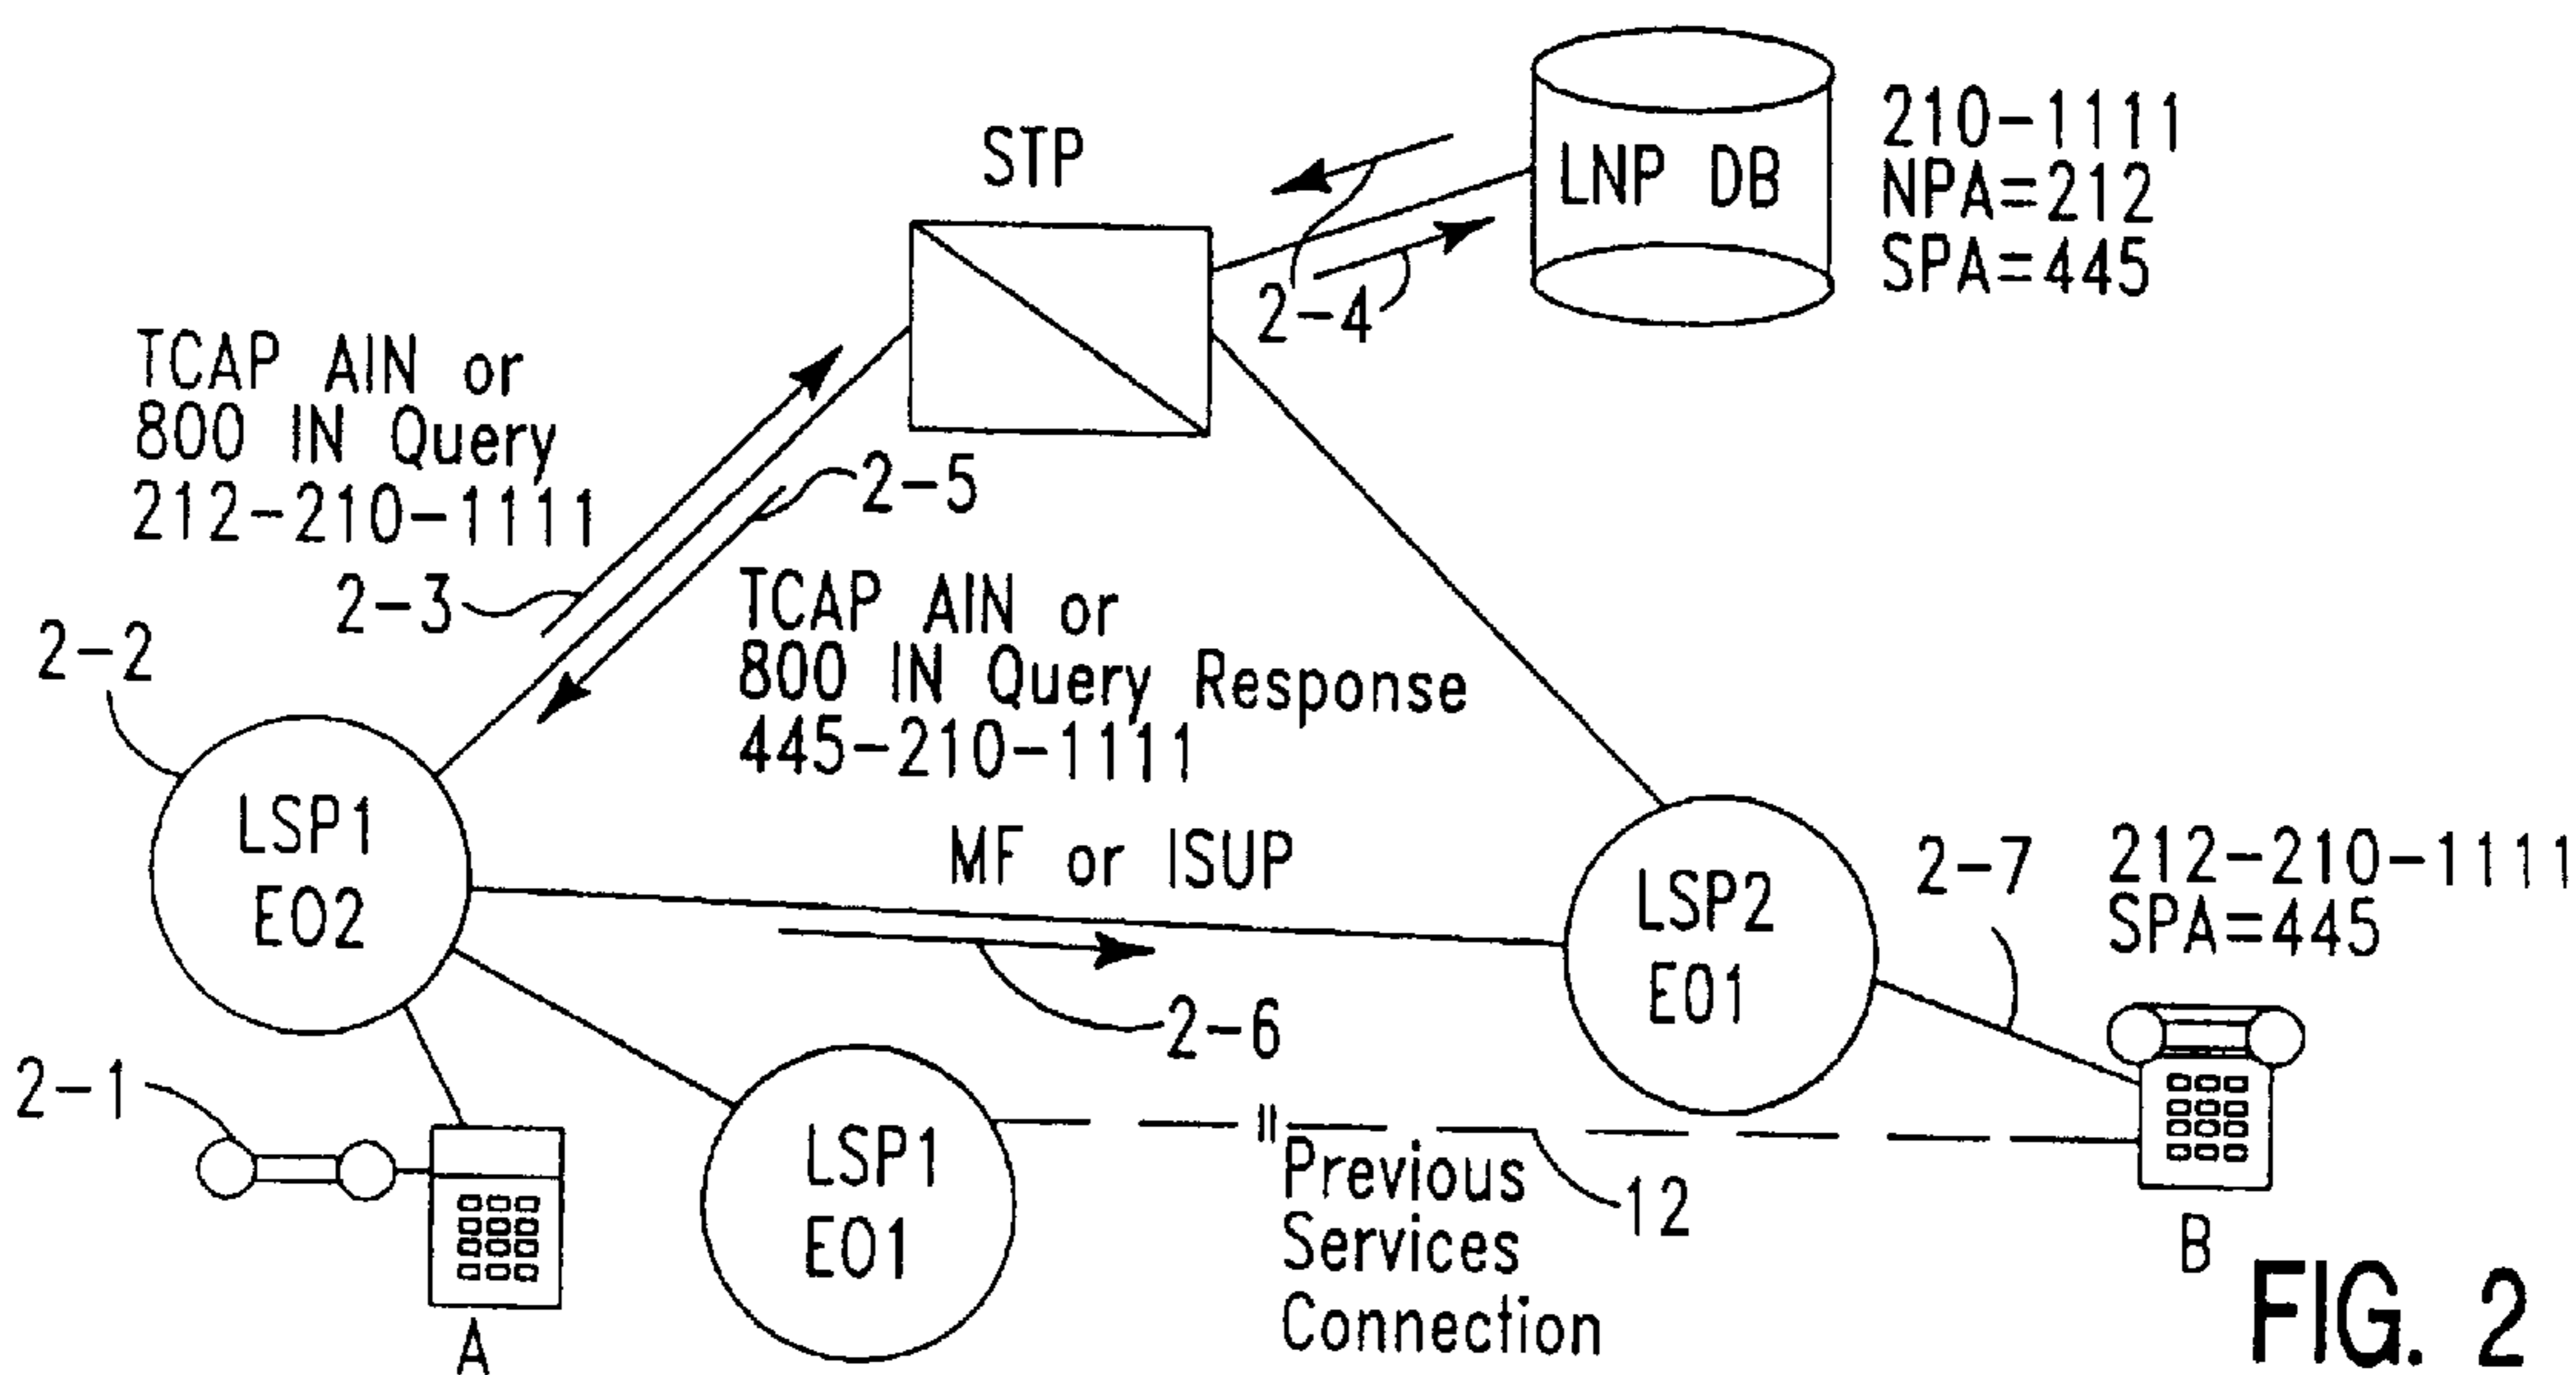 STP
LNP DB
210-1111
NPA=212
SPA=445
2-4
TCAP AIN or
800 IN Query
212-210-1111
2-5
2-3
TCAP AIN or
800 IN Query Response
445-210-1111
2-2
LSP1
EO2
MF or ISUP
2-6
LSP2
EO1
2-7
212-210-1111
SPA=445
2-1
A
LSP1
EO1
Previous
Services
Connection
12
B
FIG. 2